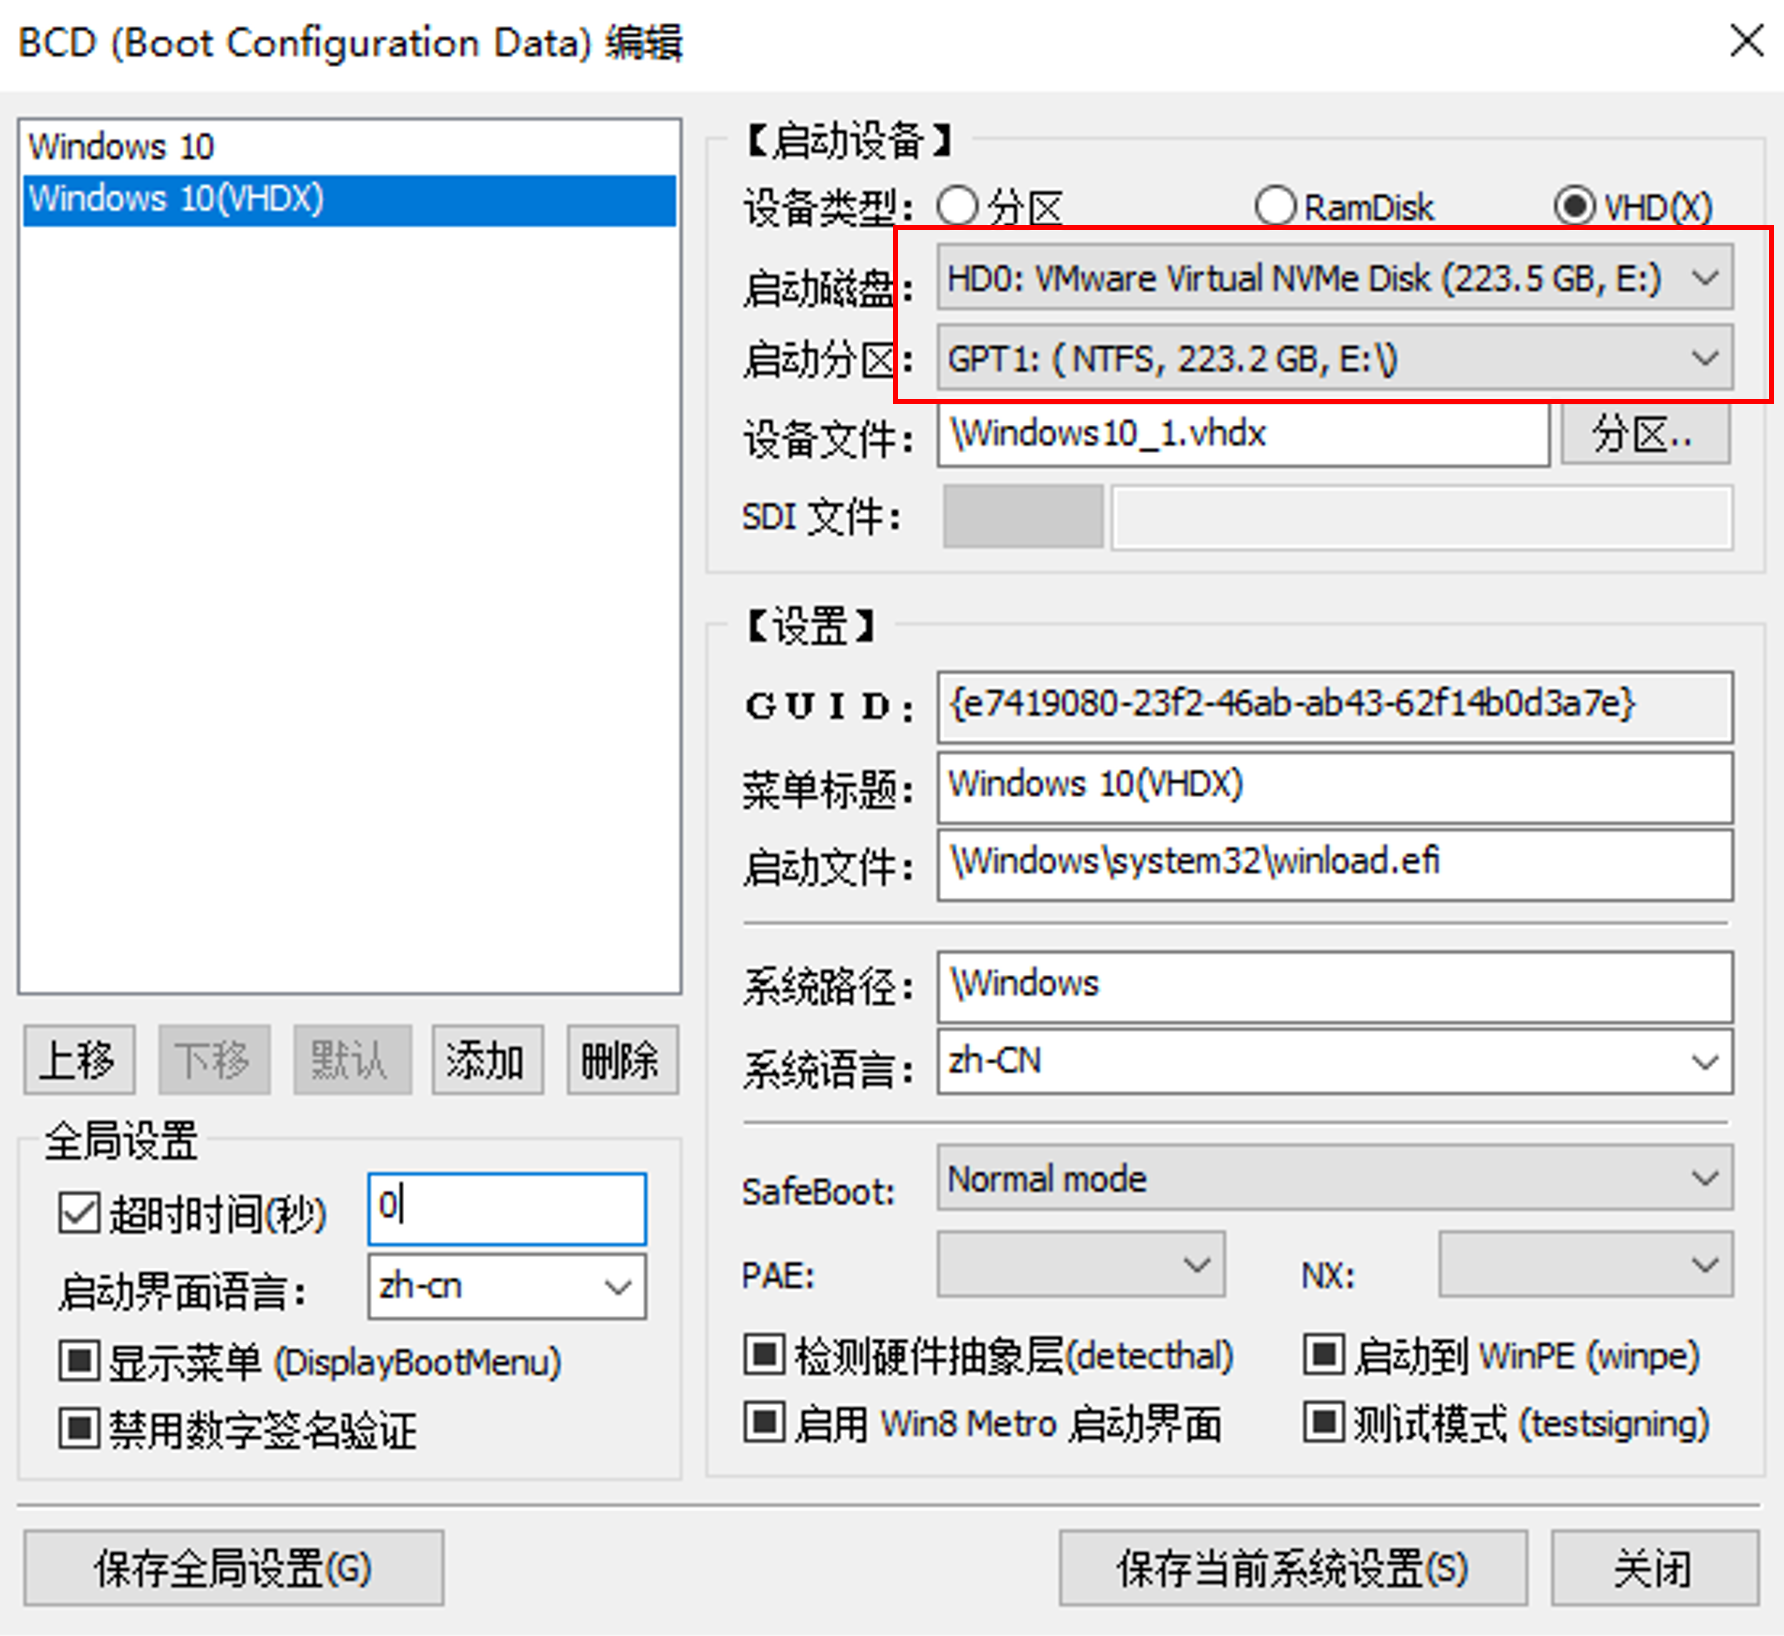 BCD (Boot Configuration Data) 编辑
Windows 10
Windows 10(VHDX)
上移
下移
默认
添加
删除
全局设置
超时时间(秒)
0
启动界面语言：
zh-cn
显示菜单 (DisplayBootMenu)
禁用数字签名验证
【启动设备】
设备类型：
分区
RamDisk
VHD(X)
启动磁盘：
HD0: VMware Virtual NVMe Disk (223.5 GB, E:)
启动分区：
GPT1: ( NTFS, 223.2 GB, E:\)
设备文件：
\Windows10_1.vhdx
分区..
SDI 文件：
【设置】
ＧＵＩＤ：
{e7419080-23f2-46ab-ab43-62f14b0d3a7e}
菜单标题：
Windows 10(VHDX)
启动文件：
\Windows\system32\winload.efi
系统路径：
\Windows
系统语言：
zh-CN
SafeBoot:
Normal mode
PAE:
NX:
检测硬件抽象层(detecthal)
启动到 WinPE (winpe)
启用 Win8 Metro 启动界面
测试模式 (testsigning)
保存全局设置(G)
保存当前系统设置(S)
关闭